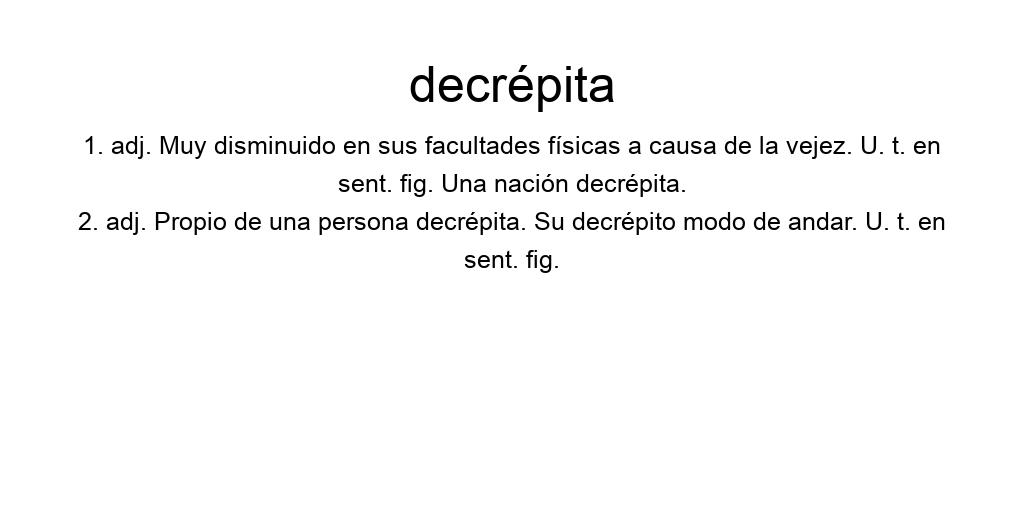 decrépita
1. adj. Muy disminuido en sus facultades físicas a causa de la vejez. U. t. en
sent. fig. Una nación decrépita.
2. adj. Propio de una persona decrépita. Su decrépito modo de andar. U. t. en
sent. fig.